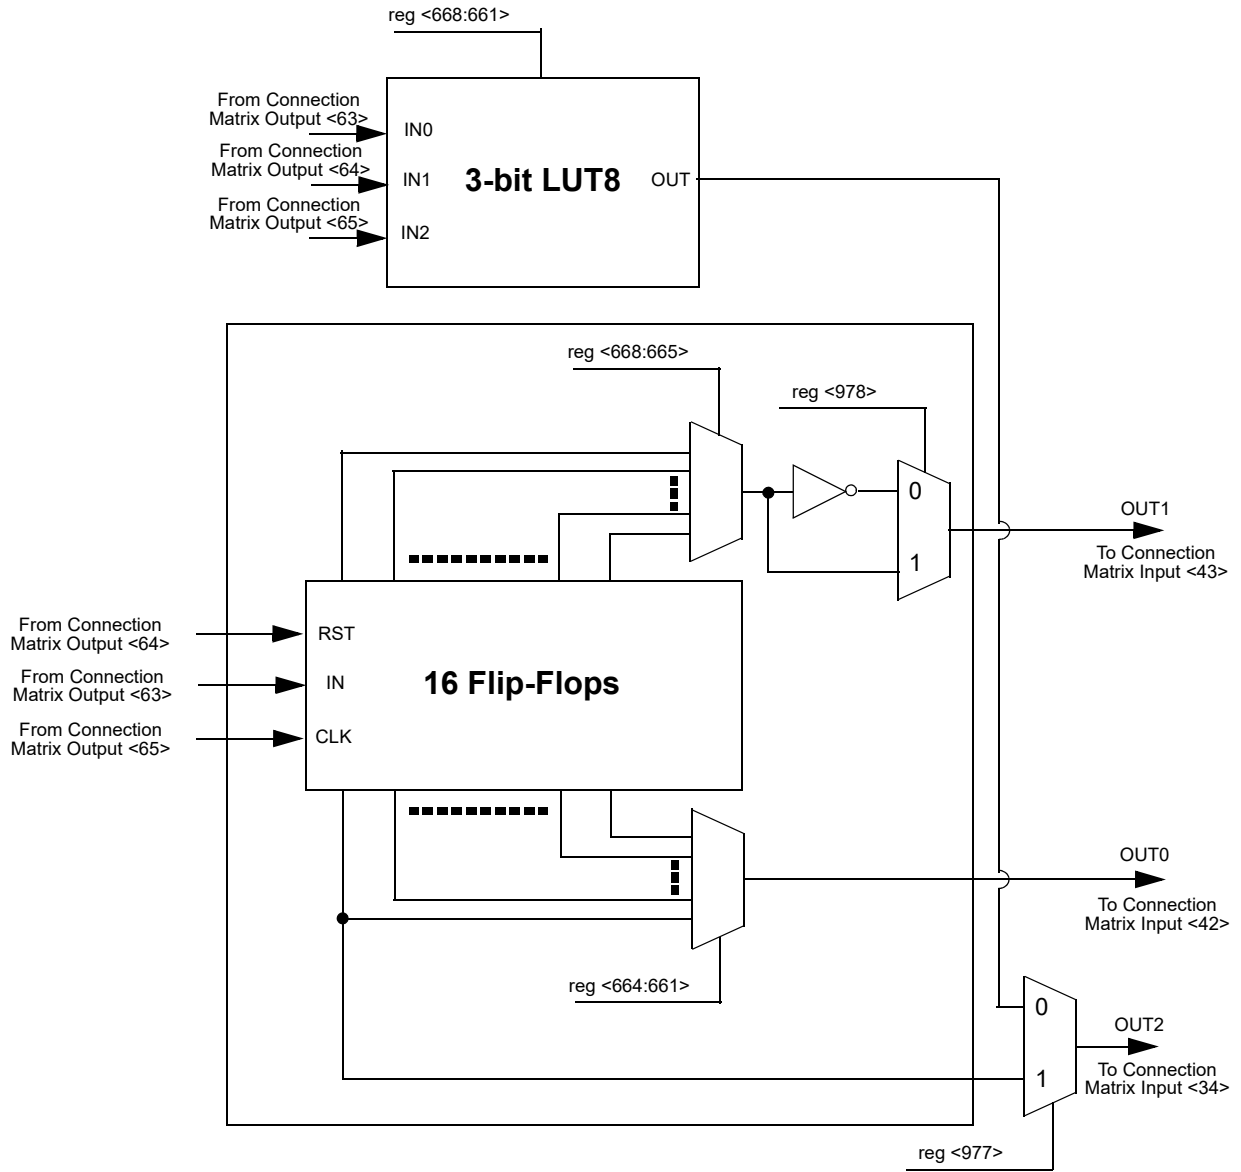 reg <668:661>
From Connection
Matrix Output <63>
IN0
From Connection
Matrix Output <64>
IN1
3-bit LUT8
OUT
From Connection
Matrix Output <65>
IN2
reg <668:665>
reg <978>
0
1
OUT1
To Connection
Matrix Input <43>
From Connection
Matrix Output <64>
RST
From Connection
Matrix Output <63>
IN
16 Flip-Flops
From Connection
Matrix Output <65>
CLK
OUT0
To Connection
Matrix Input <42>
reg <664:661>
0
1
OUT2
To Connection
Matrix Input <34>
reg <977>